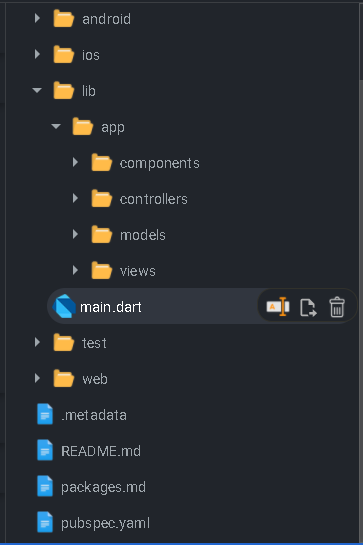 android
ios
lib
app
components
controllers
models
views
main.dart
test
web
.metadata
README.md
packages.md
pubspec.yaml